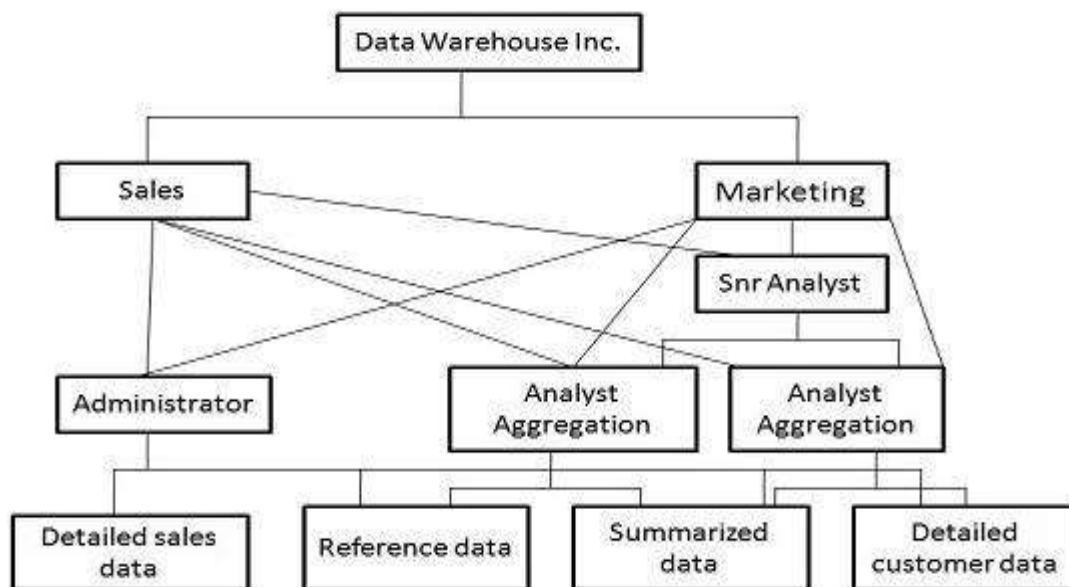 Data Warehouse Inc.
Sales
Marketing
Snr Analyst
Administrator
Analyst
Aggregation
Analyst
Aggregation
Detailed sales
data
Reference data
Summarized
data
Detailed
customer data